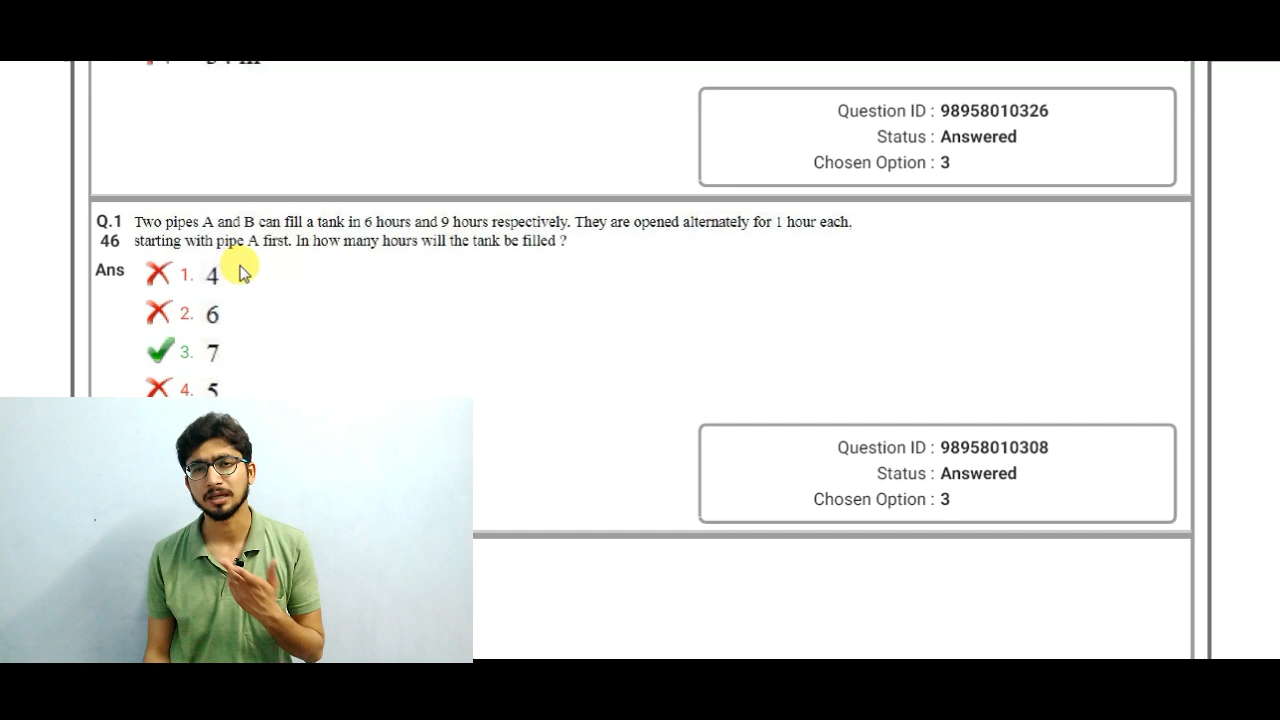 Question ID : 98958010326
Status : Answered
Chosen Option : 3
Q.1 Two pipes A and B can fill a tank in 6 hours and 9 hours respectively. They are opened alternately for 1 hour each,
46 starting with pipe A first. In how many hours will the tank be filled ?
Ans 1. 4
2. 6
3. 7
4. 5
Question ID : 98958010308
Status : Answered
Chosen Option : 3